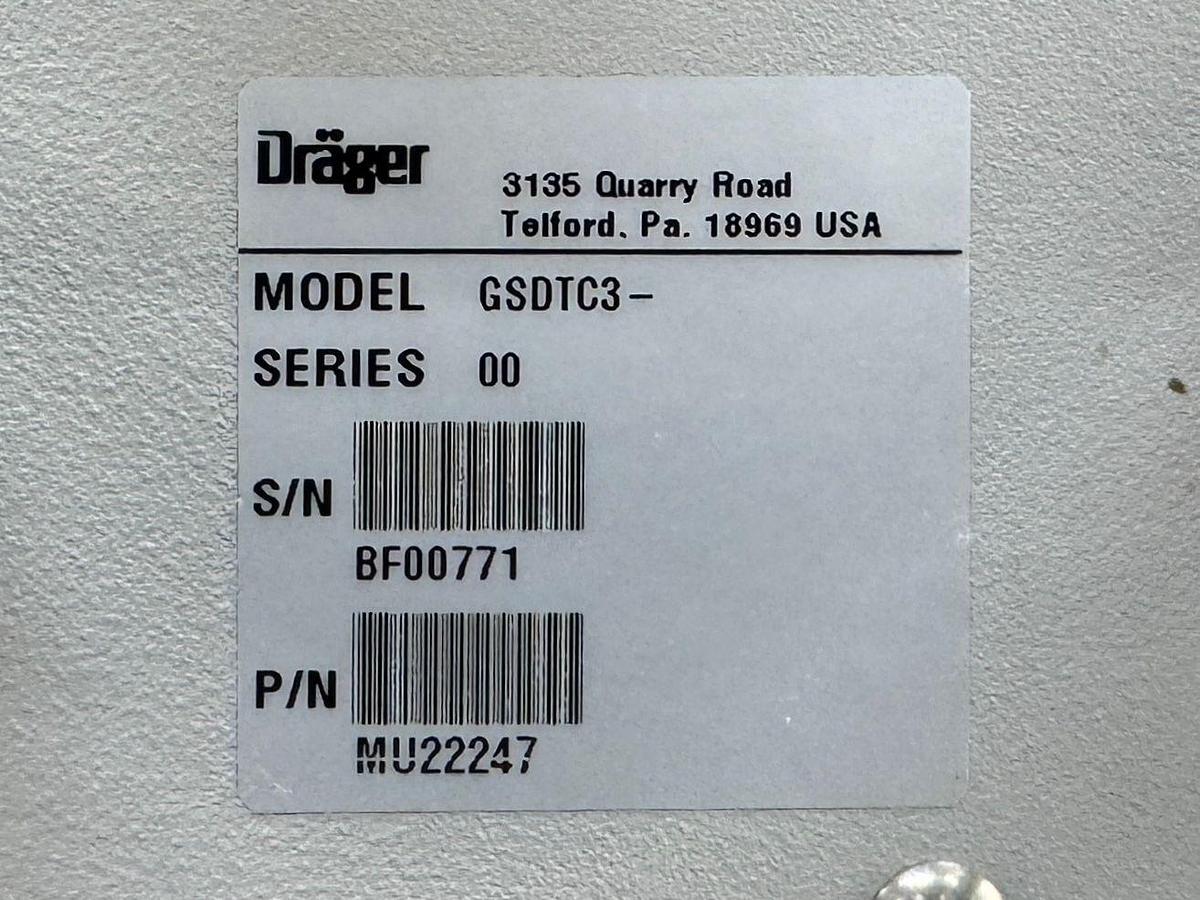 Dräger
3135 Quarry Road
Telford, Pa. 18969 USA
MODEL GSDTC3-
SERIES 00
S/N
BF00771
P/N
MU22247